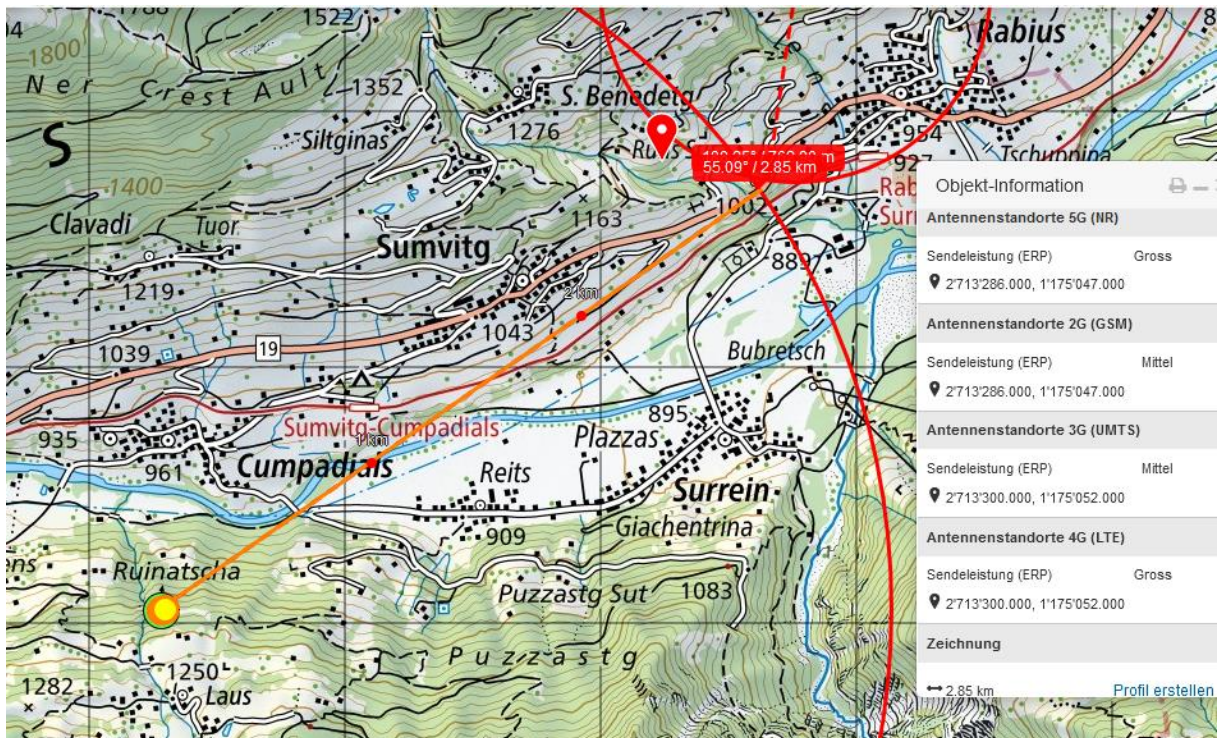 1522
1800
Ner Crest Ault
1352
Rabius
S. Benedetg
1276
Siltginas
S
954
927
Tschuppina
55.09° / 2.85 km
1400
Clavadi
Tuor
1163
1002
Sumvitg
889
1219
2 km
1043
1039
19
Bubretsch
895
935
Sumvitg-Cumpadials
1 km
Plazzas
961
Cumpadials
Reits
Surrein
909
Giachentrina
Ruinatscha
Puzzastg Sut
1083
Puzzastg
1250
1282
Laus
Objekt-Information
Antennenstandorte 5G (NR)
Sendeleistung (ERP) Gross
2'713'286.000, 1'175'047.000
Antennenstandorte 2G (GSM)
Sendeleistung (ERP) Mittel
2'713'286.000, 1'175'047.000
Antennenstandorte 3G (UMTS)
Sendeleistung (ERP) Mittel
2'713'300.000, 1'175'052.000
Antennenstandorte 4G (LTE)
Sendeleistung (ERP) Gross
2'713'300.000, 1'175'052.000
Zeichnung
2.85 km Profil erstellen